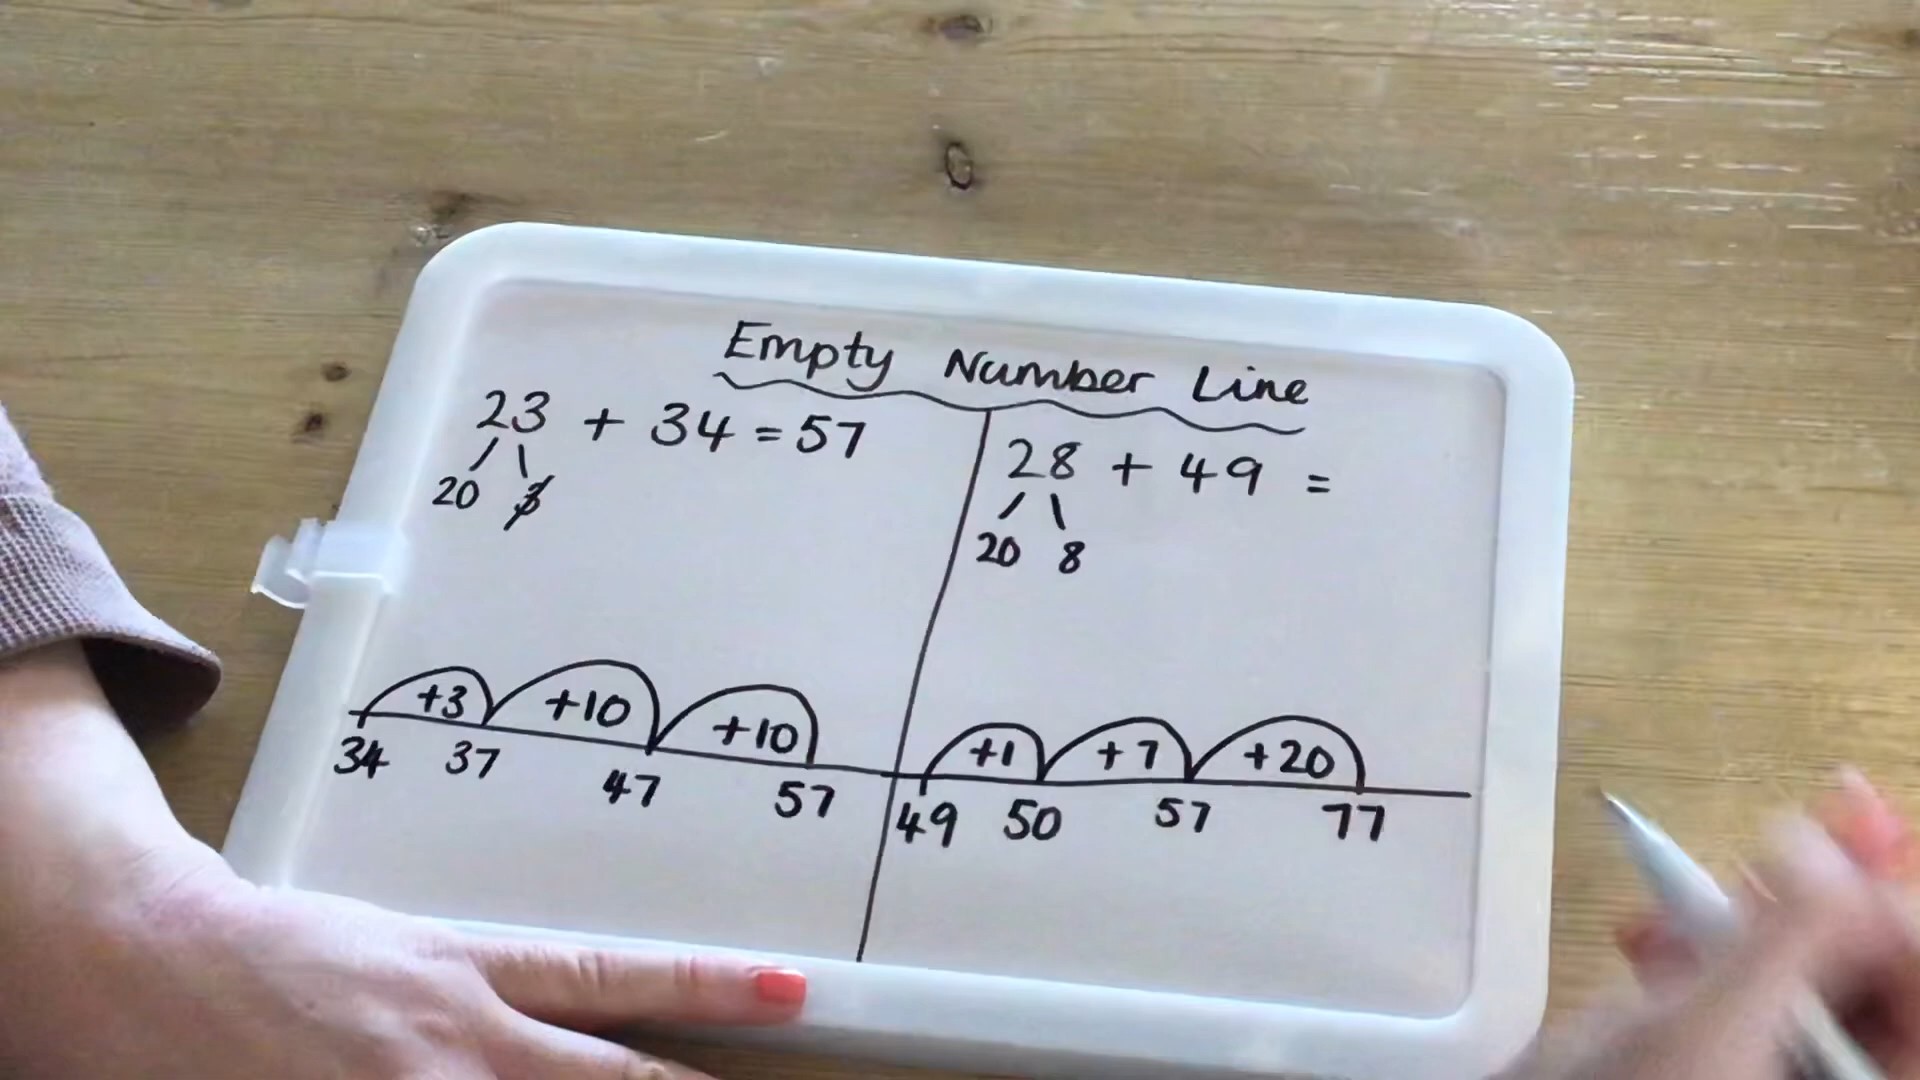 Empty Number Line
23 + 34 = 57
20 3
+3 +10 +10
34 37 47 57
28 + 49 =
20 8
+1 +7 +20
49 50 57 77